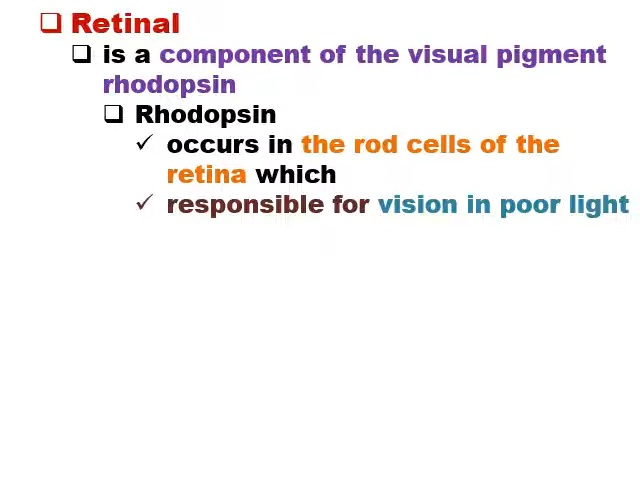 ❑ Retinal
❑ is a component of the visual pigment
rhodopsin
❑ Rhodopsin
✓ occurs in the rod cells of the
retina which
✓ responsible for vision in poor light